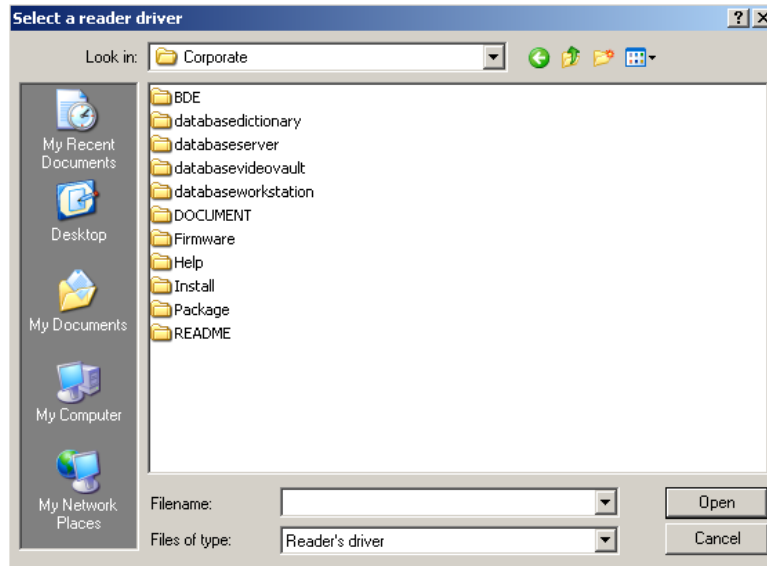 Select a reader driver
Look in: Corporate
My Recent
Documents
Desktop
My Documents
My Computer
My Network
Places
BDE
databasedictionary
databaseserver
databasevideovault
databaseworkstation
DOCUMENT
Firmware
Help
Install
Package
README
Filename:
Open
Files of type: Reader's driver
Cancel